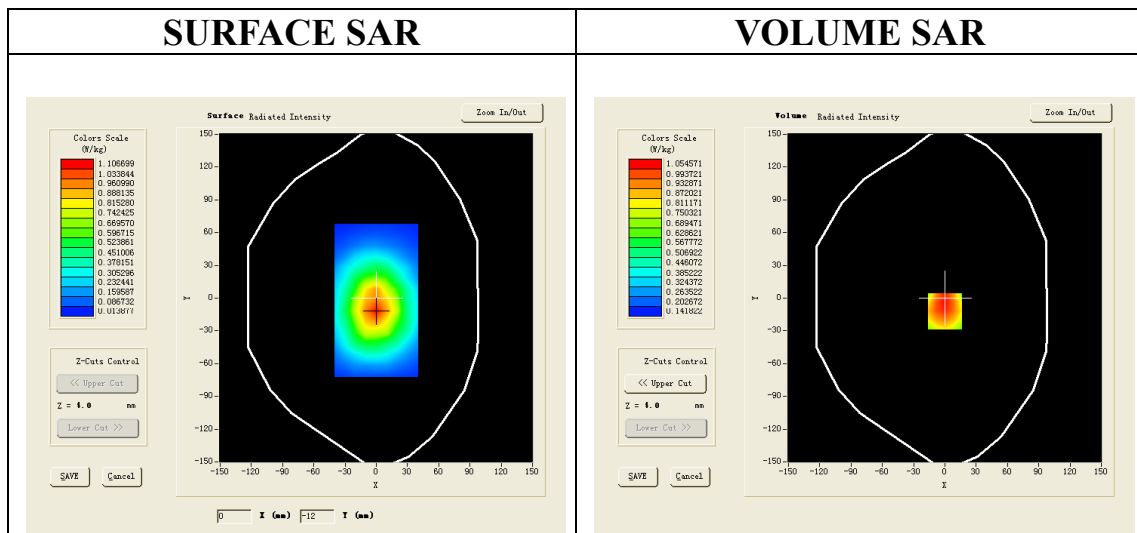 SURFACE SAR
VOLUME SAR
Surface Radiated Intensity
Zoom In/Out
Colors Scale
(W/kg)
1.106699
1.033844
0.960990
0.888135
0.815280
0.742425
0.669570
0.596715
0.523861
0.451006
0.378151
0.305296
0.232441
0.159587
0.086732
0.013877
Z-Cuts Control
<< Upper Cut
Z = 4.0 mm
Lower Cut >>
SAVE
Cancel
150
120
90
60
30
0
-30
-60
-90
-120
-150
Y
-150 -120 -90 -60 -30 0 30 60 90 120 150
X
0 X (mm) -12 Y (mm)
Volume Radiated Intensity
Zoom In/Out
Colors Scale
(W/kg)
1.054571
0.993721
0.932871
0.872021
0.811171
0.750321
0.689471
0.628621
0.567772
0.506922
0.446072
0.385222
0.324372
0.263522
0.202672
0.141822
Z-Cuts Control
<< Upper Cut
Z = 4.0 mm
Lower Cut >>
SAVE
Cancel
150
120
90
60
30
0
-30
-60
-90
-120
-150
Y
-150 -120 -90 -60 -30 0 30 60 90 120 150
X